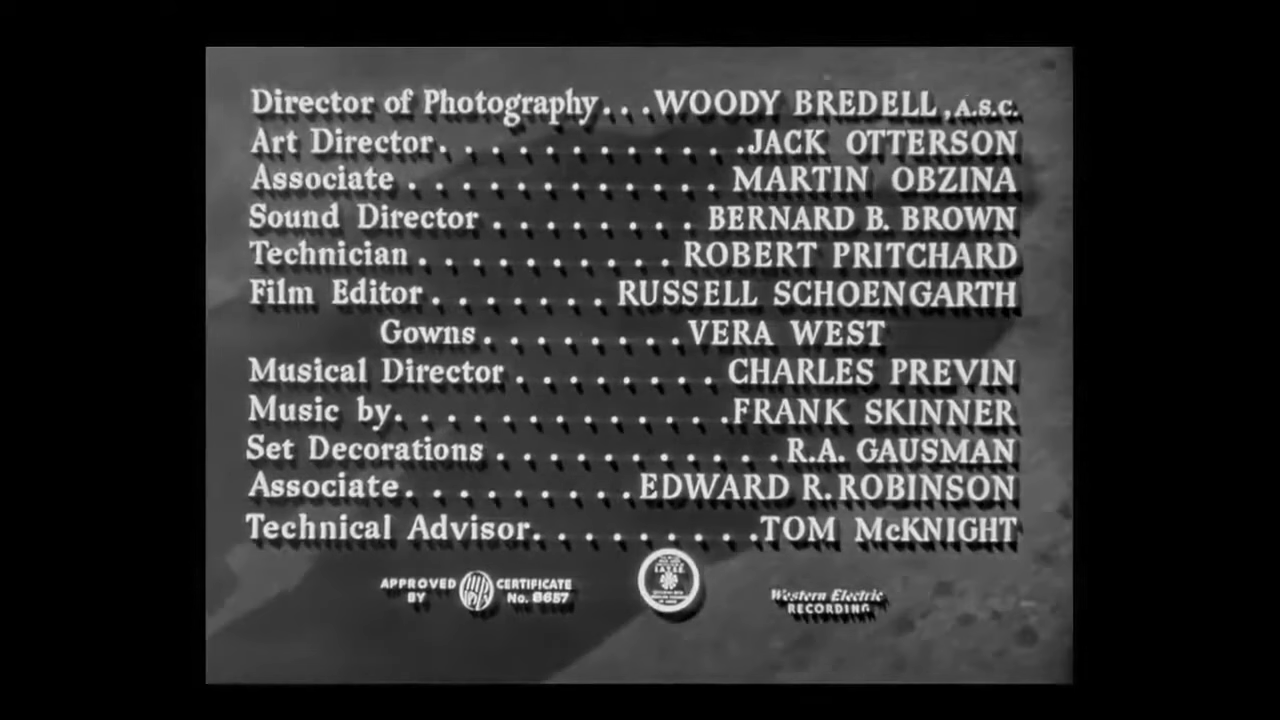 Director of Photography...WOODY BREDELL, A.S.C.
Art Director............JACK OTTERSON
Associate............MARTIN OBZINA
Sound Director........BERNARD B. BROWN
Technician..........ROBERT PRITCHARD
Film Editor.......RUSSELL SCHOENGARTH
Gowns........VERA WEST
Musical Director........CHARLES PREVIN
Music by.............FRANK SKINNER
Set Decorations...........R.A. GAUSMAN
Associate.........EDWARD R. ROBINSON
Technical Advisor.........TOM McKNIGHT
APPROVED BY CERTIFICATE No. 8657
I.A.T.S.E.
Western Electric
RECORDING